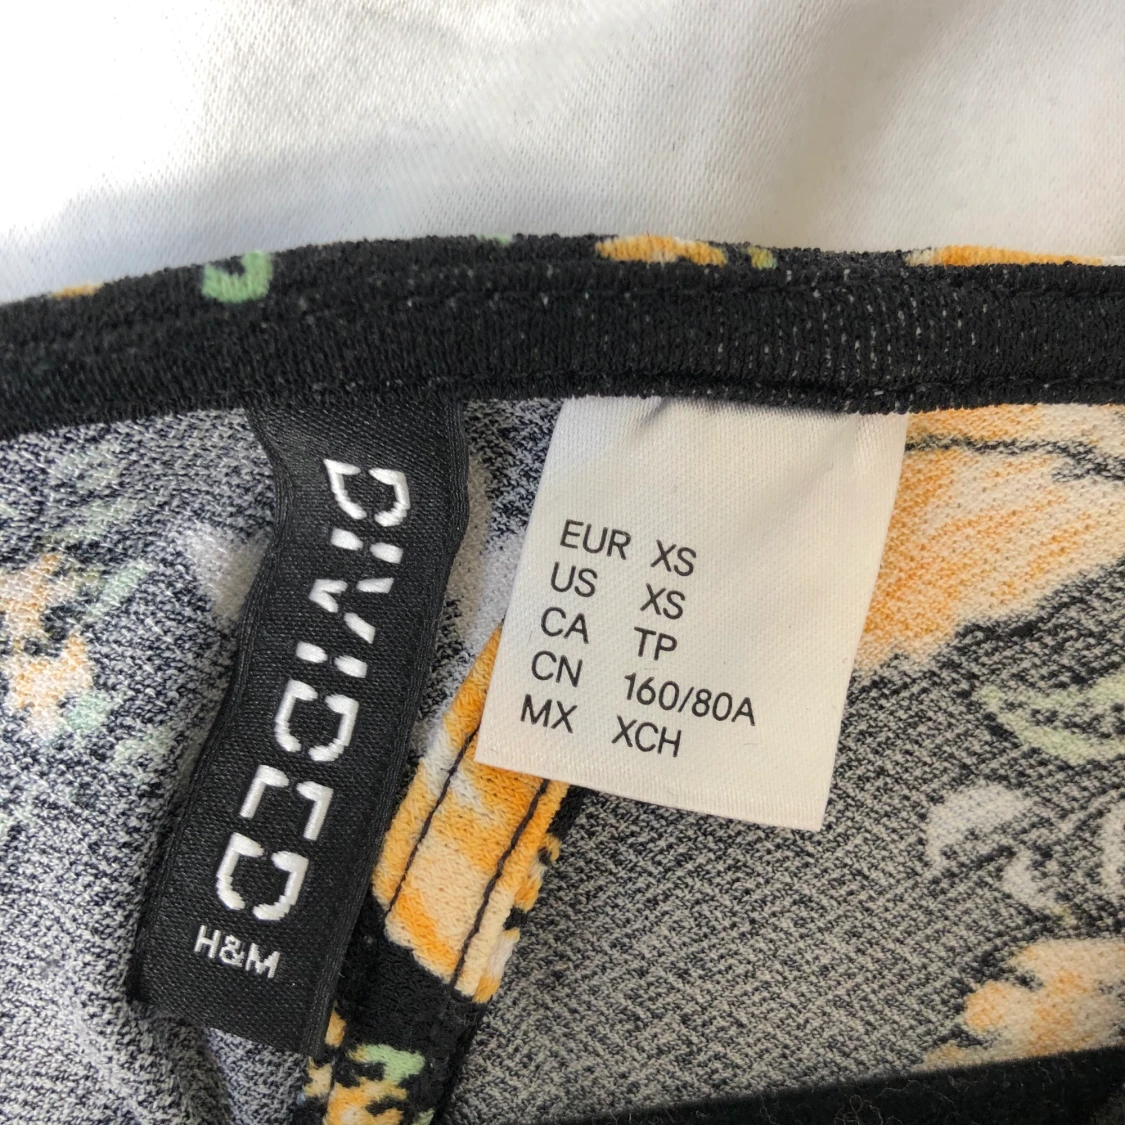 DIVIDED
H&M
EUR XS
US XS
CA TP
CN 160/80A
MX XCH